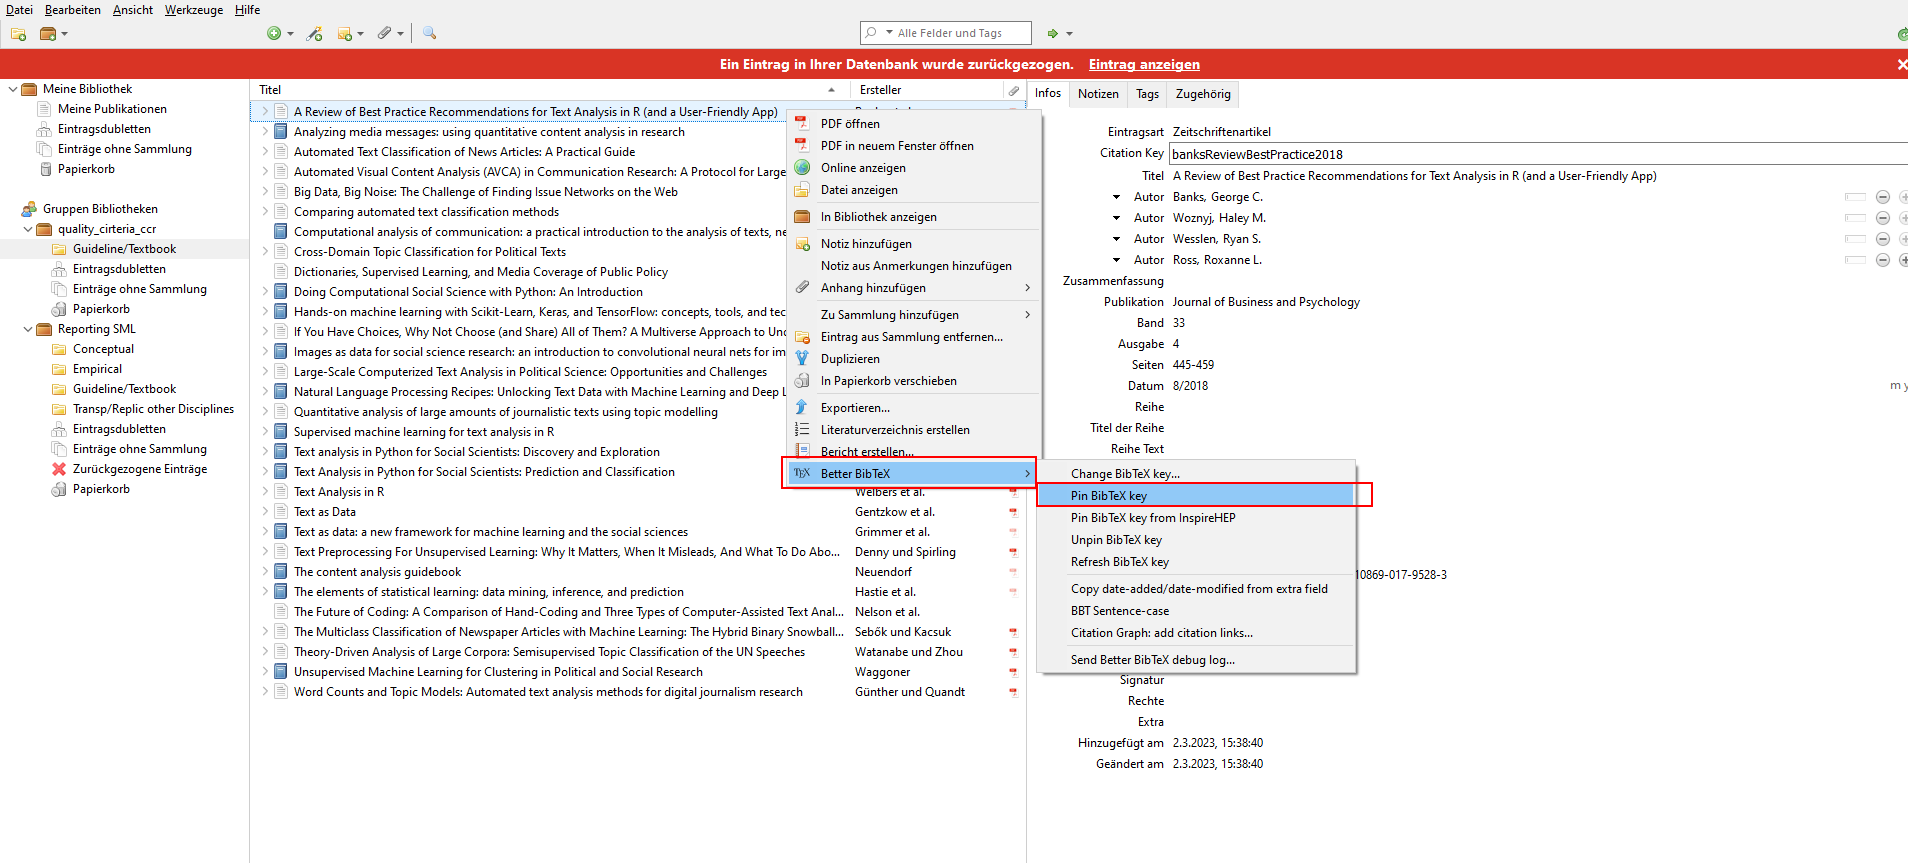 Datei Bearbeiten Ansicht Werkzeuge Hilfe
Alle Felder und Tags
Ein Eintrag in Ihrer Datenbank wurde zurückgezogen. Eintrag anzeigen
Meine Bibliothek
Meine Publikationen
Eintragsdubletten
Einträge ohne Sammlung
Papierkorb
Gruppen Bibliotheken
quality_cirteria_ccr
Guideline/Textbook
Eintragsdubletten
Einträge ohne Sammlung
Papierkorb
Reporting SML
Conceptual
Empirical
Guideline/Textbook
Transp/Replic other Disciplines
Eintragsdubletten
Einträge ohne Sammlung
Zurückgezogene Einträge
Papierkorb
Titel Ersteller
A Review of Best Practice Recommendations for Text Analysis in R (and a User-Friendly App)
Analyzing media messages: using quantitative content analysis in research
Automated Text Classification of News Articles: A Practical Guide
Automated Visual Content Analysis (AVCA) in Communication Research: A Protocol for Large
Big Data, Big Noise: The Challenge of Finding Issue Networks on the Web
Comparing automated text classification methods
Computational analysis of communication: a practical introduction to the analysis of texts, ne
Cross-Domain Topic Classification for Political Texts
Dictionaries, Supervised Learning, and Media Coverage of Public Policy
Doing Computational Social Science with Python: An Introduction
Hands-on machine learning with Scikit-Learn, Keras, and TensorFlow: concepts, tools, and tec
If You Have Choices, Why Not Choose (and Share) All of Them? A Multiverse Approach to Und
Images as data for social science research: an introduction to convolutional neural nets for im
Large-Scale Computerized Text Analysis in Political Science: Opportunities and Challenges
Natural Language Processing Recipes: Unlocking Text Data with Machine Learning and Deep L
Quantitative analysis of large amounts of journalistic texts using topic modelling
Supervised machine learning for text analysis in R
Text analysis in Python for Social Scientists: Discovery and Exploration
Text Analysis in Python for Social Scientists: Prediction and Classification
Text Analysis in R Welbers et al.
Text as Data Gentzkow et al.
Text as data: a new framework for machine learning and the social sciences Grimmer et al.
Text Preprocessing For Unsupervised Learning: Why It Matters, When It Misleads, And What To Do Abo... Denny und Spirling
The content analysis guidebook Neuendorf
The elements of statistical learning: data mining, inference, and prediction Hastie et al.
The Future of Coding: A Comparison of Hand-Coding and Three Types of Computer-Assisted Text Anal... Nelson et al.
The Multiclass Classification of Newspaper Articles with Machine Learning: The Hybrid Binary Snowball... Sebők und Kacsuk
Theory-Driven Analysis of Large Corpora: Semisupervised Topic Classification of the UN Speeches Watanabe und Zhou
Unsupervised Machine Learning for Clustering in Political and Social Research Waggoner
Word Counts and Topic Models: Automated text analysis methods for digital journalism research Günther und Quandt
PDF öffnen
PDF in neuem Fenster öffnen
Online anzeigen
Datei anzeigen
In Bibliothek anzeigen
Notiz hinzufügen
Notiz aus Anmerkungen hinzufügen
Anhang hinzufügen
Zu Sammlung hinzufügen
Eintrag aus Sammlung entfernen...
Duplizieren
In Papierkorb verschieben
Exportieren...
Literaturverzeichnis erstellen
Bericht erstellen...
TEX Better BibTeX
Change BibTeX key...
Pin BibTeX key
Pin BibTeX key from InspireHEP
Unpin BibTeX key
Refresh BibTeX key
Copy date-added/date-modified from extra field
BBT Sentence-case
Citation Graph: add citation links...
Send Better BibTeX debug log...
Infos Notizen Tags Zugehörig
Eintragsart Zeitschriftenartikel
Citation Key banksReviewBestPractice2018
Titel A Review of Best Practice Recommendations for Text Analysis in R (and a User-Friendly App)
Autor Banks, George C.
Autor Woznyj, Haley M.
Autor Wesslen, Ryan S.
Autor Ross, Roxanne L.
Zusammenfassung
Publikation Journal of Business and Psychology
Band 33
Ausgabe 4
Seiten 445-459
Datum 8/2018 m y
Reihe
Titel der Reihe
Reihe Text
10869-017-9528-3
Signatur
Rechte
Extra
Hinzugefügt am 2.3.2023, 15:38:40
Geändert am 2.3.2023, 15:38:40